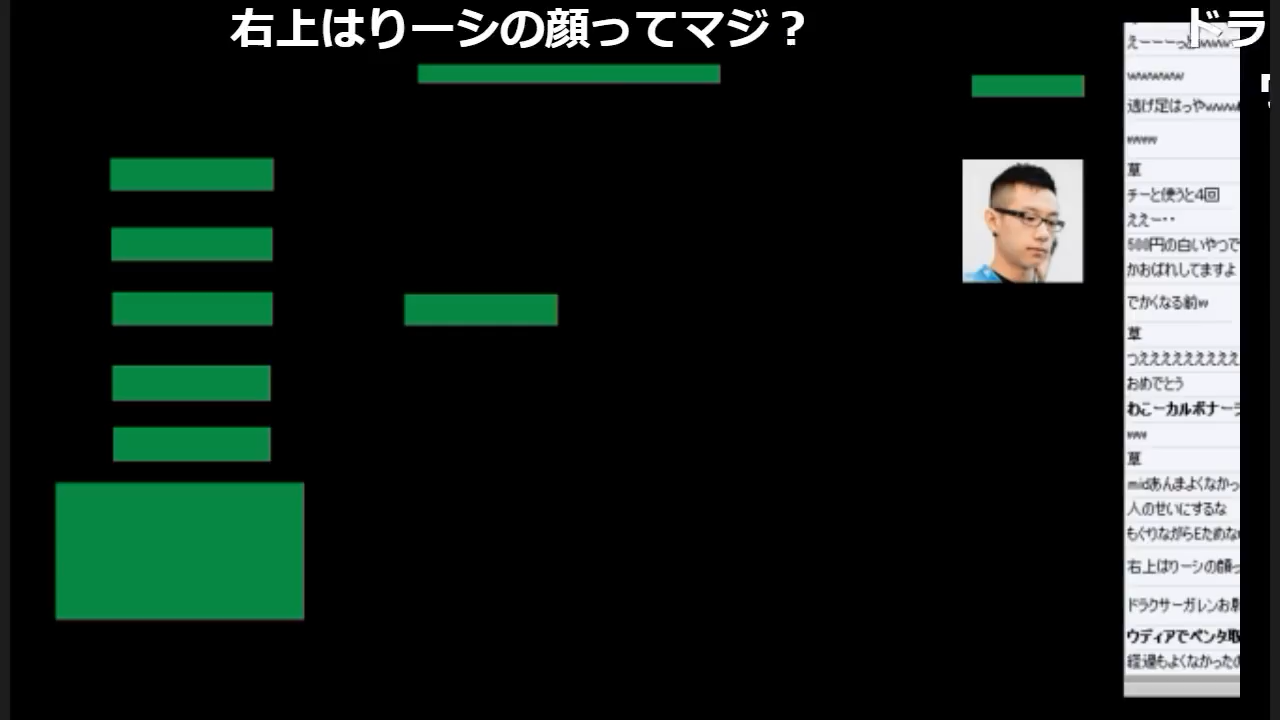 右上はりーシの顔ってマジ？
ドラ
えーーーっと
wwwwww
逃げ足はっやwwww
wwww
草
チーと使うと4回
ええー・・
500円の白いやつで
かおばれしてますよ
でかくなる前w
草
つええええええええ
おめでとう
わこーカルボナーラ
www
草
midあんまよくなかっ
人のせいにするな
もぐりながらEためな
右上はりーシの顔っ
ドラクサーガレンお
ウディアでペンタ取
経過もよくなかったの